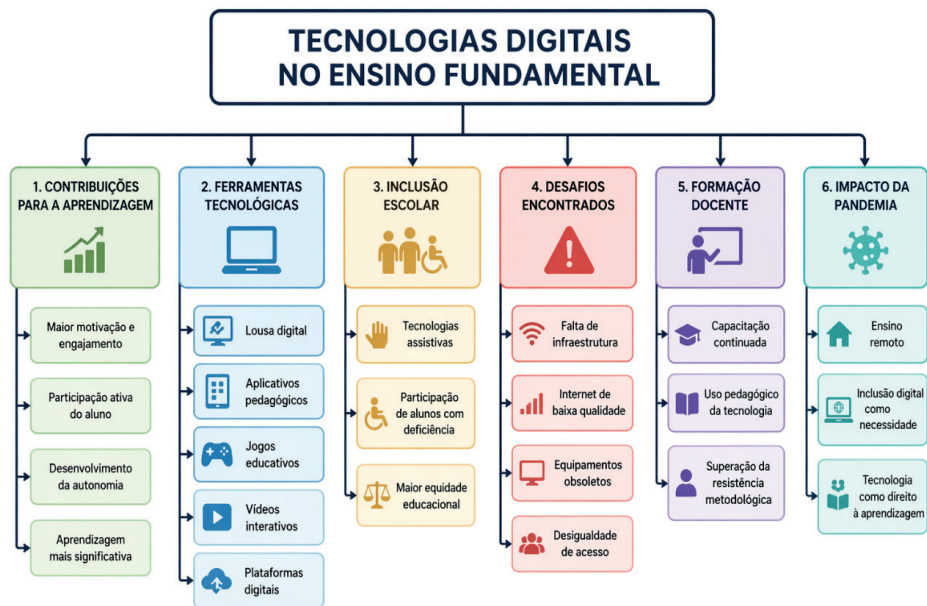 TECNOLOGIAS DIGITAIS
NO ENSINO FUNDAMENTAL
1. CONTRIBUIÇÕES
PARA A APRENDIZAGEM
Maior motivação e
engajamento
Participação ativa
do aluno
Desenvolvimento
da autonomia
Aprendizagem
mais significativa
2. FERRAMENTAS
TECNOLÓGICAS
Lousa digital
Aplicativos
pedagógicos
Jogos
educativos
Vídeos
interativos
Plataformas
digitais
3. INCLUSÃO
ESCOLAR
Tecnologias
assistivas
Participação
de alunos com
deficiência
Maior equidade
educacional
4. DESAFIOS
ENCONTRADOS
Falta de
infraestrutura
Internet de
baixa qualidade
Equipamentos
obsoletos
Desigualdade
de acesso
5. FORMAÇÃO
DOCENTE
Capacitação
continuada
Uso pedagógico
da tecnologia
Superação da
resistência
metodológica
6. IMPACTO DA
PANDEMIA
Ensino
remoto
Inclusão digital
como
necessidade
Tecnologia
como direito
à aprendizagem